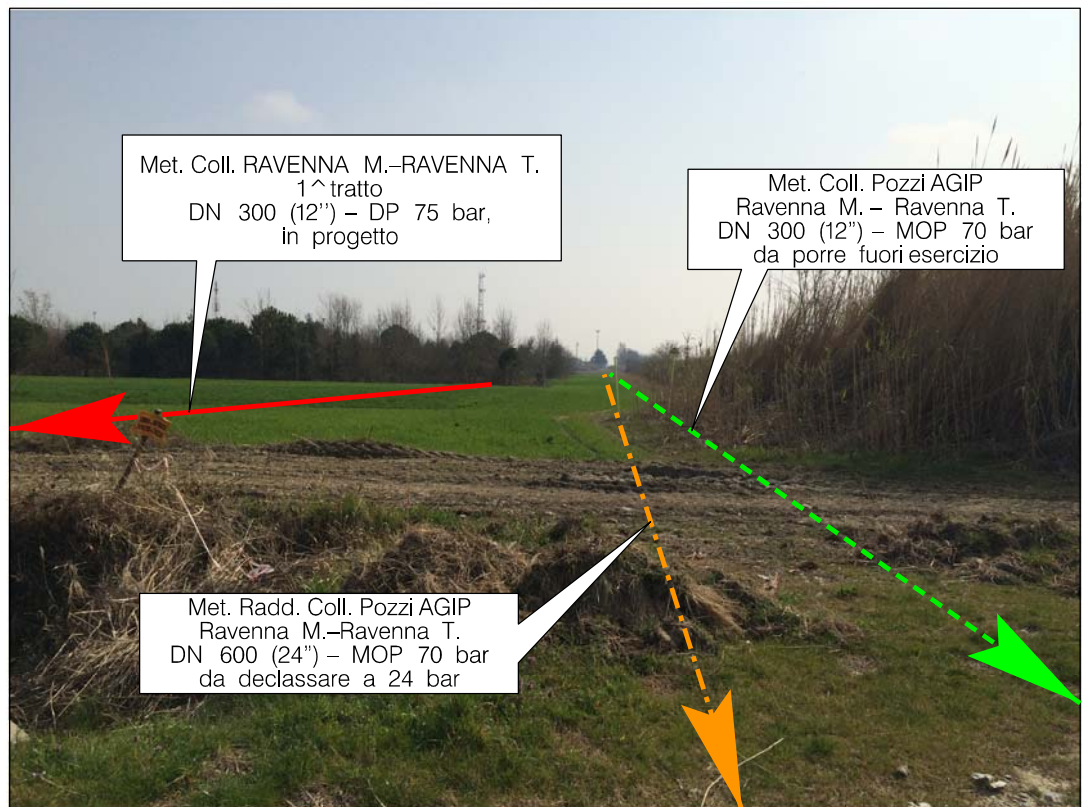 Met. Coll. RAVENNA M.–RAVENNA T.
1^ tratto
DN 300 (12'') – DP 75 bar,
in progetto
Met. Coll. Pozzi AGIP
Ravenna M. – Ravenna T.
DN 300 (12") – MOP 70 bar
da porre fuori esercizio
Met. Radd. Coll. Pozzi AGIP
Ravenna M.–Ravenna T.
DN 600 (24") – MOP 70 bar
da declassare a 24 bar